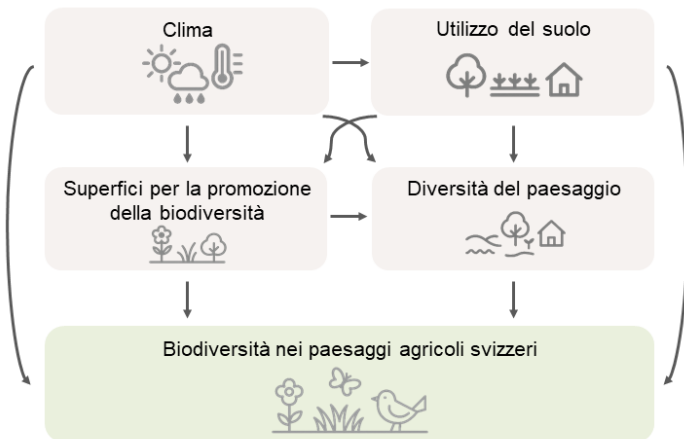 Clima
Utilizzo del suolo
Superfici per la promozione
della biodiversità
Diversità del paesaggio
Biodiversità nei paesaggi agricoli svizzeri